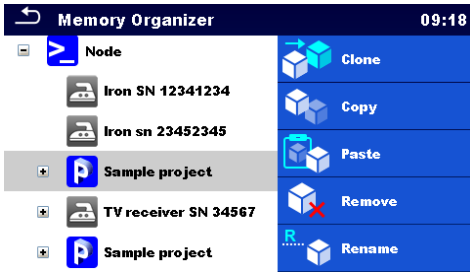 Memory Organizer 09:18
Node
Iron SN 12341234
Iron sn 23452345
Sample project
TV receiver SN 34567
Sample project
Clone
Copy
Paste
Remove
R...
Rename